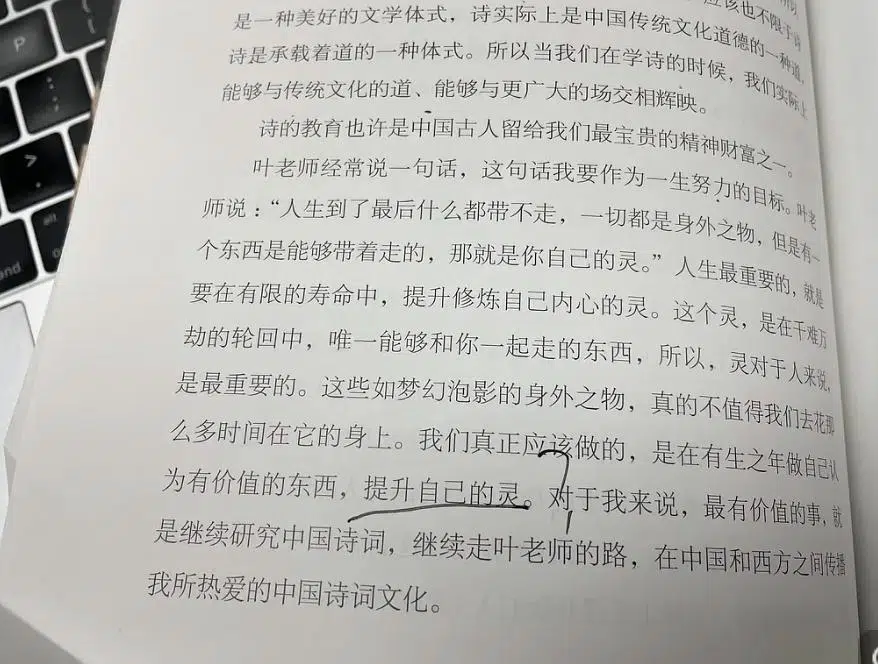 应该也不限于诗
是一种美好的文学体式，诗实际上是中国传统文化道德的一种道，
诗是承载着道的一种体式。所以当我们在学诗的时候，我们实际上
能够与传统文化的道、能够与更广大的场交相辉映。
诗的教育也许是中国古人留给我们最宝贵的精神财富之一。
叶老师经常说一句话，这句话我要作为一生努力的目标。叶老
师说：“人生到了最后什么都带不走，一切都是身外之物，但是有一
个东西是能够带着走的，那就是你自己的灵。”人生最重要的，就是
要在有限的寿命中，提升修炼自己内心的灵。这个灵，是在千难万
劫的轮回中，唯一能够和你一起走的东西，所以，灵对于人来说，
是最重要的。这些如梦幻泡影的身外之物，真的不值得我们去花那
么多时间在它的身上。我们真正应该做的，是在有生之年做自己认
为有价值的东西，提升自己的灵。对于我来说，最有价值的事，就
是继续研究中国诗词，继续走叶老师的路，在中国和西方之间传播
我所热爱的中国诗词文化。
P
:
;
>
.
alt